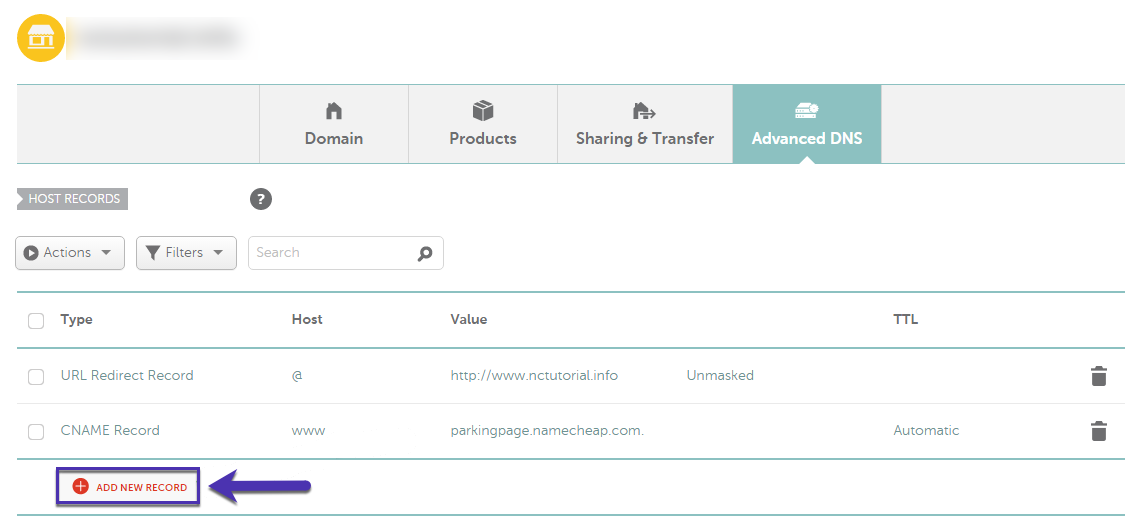 Domain
Products
Sharing & Transfer
Advanced DNS
HOST RECORDS
?
Actions
Filters
Search
Type Host Value TTL
URL Redirect Record @ http://www.nctutorial.info Unmasked
CNAME Record www parkingpage.namecheap.com. Automatic
ADD NEW RECORD